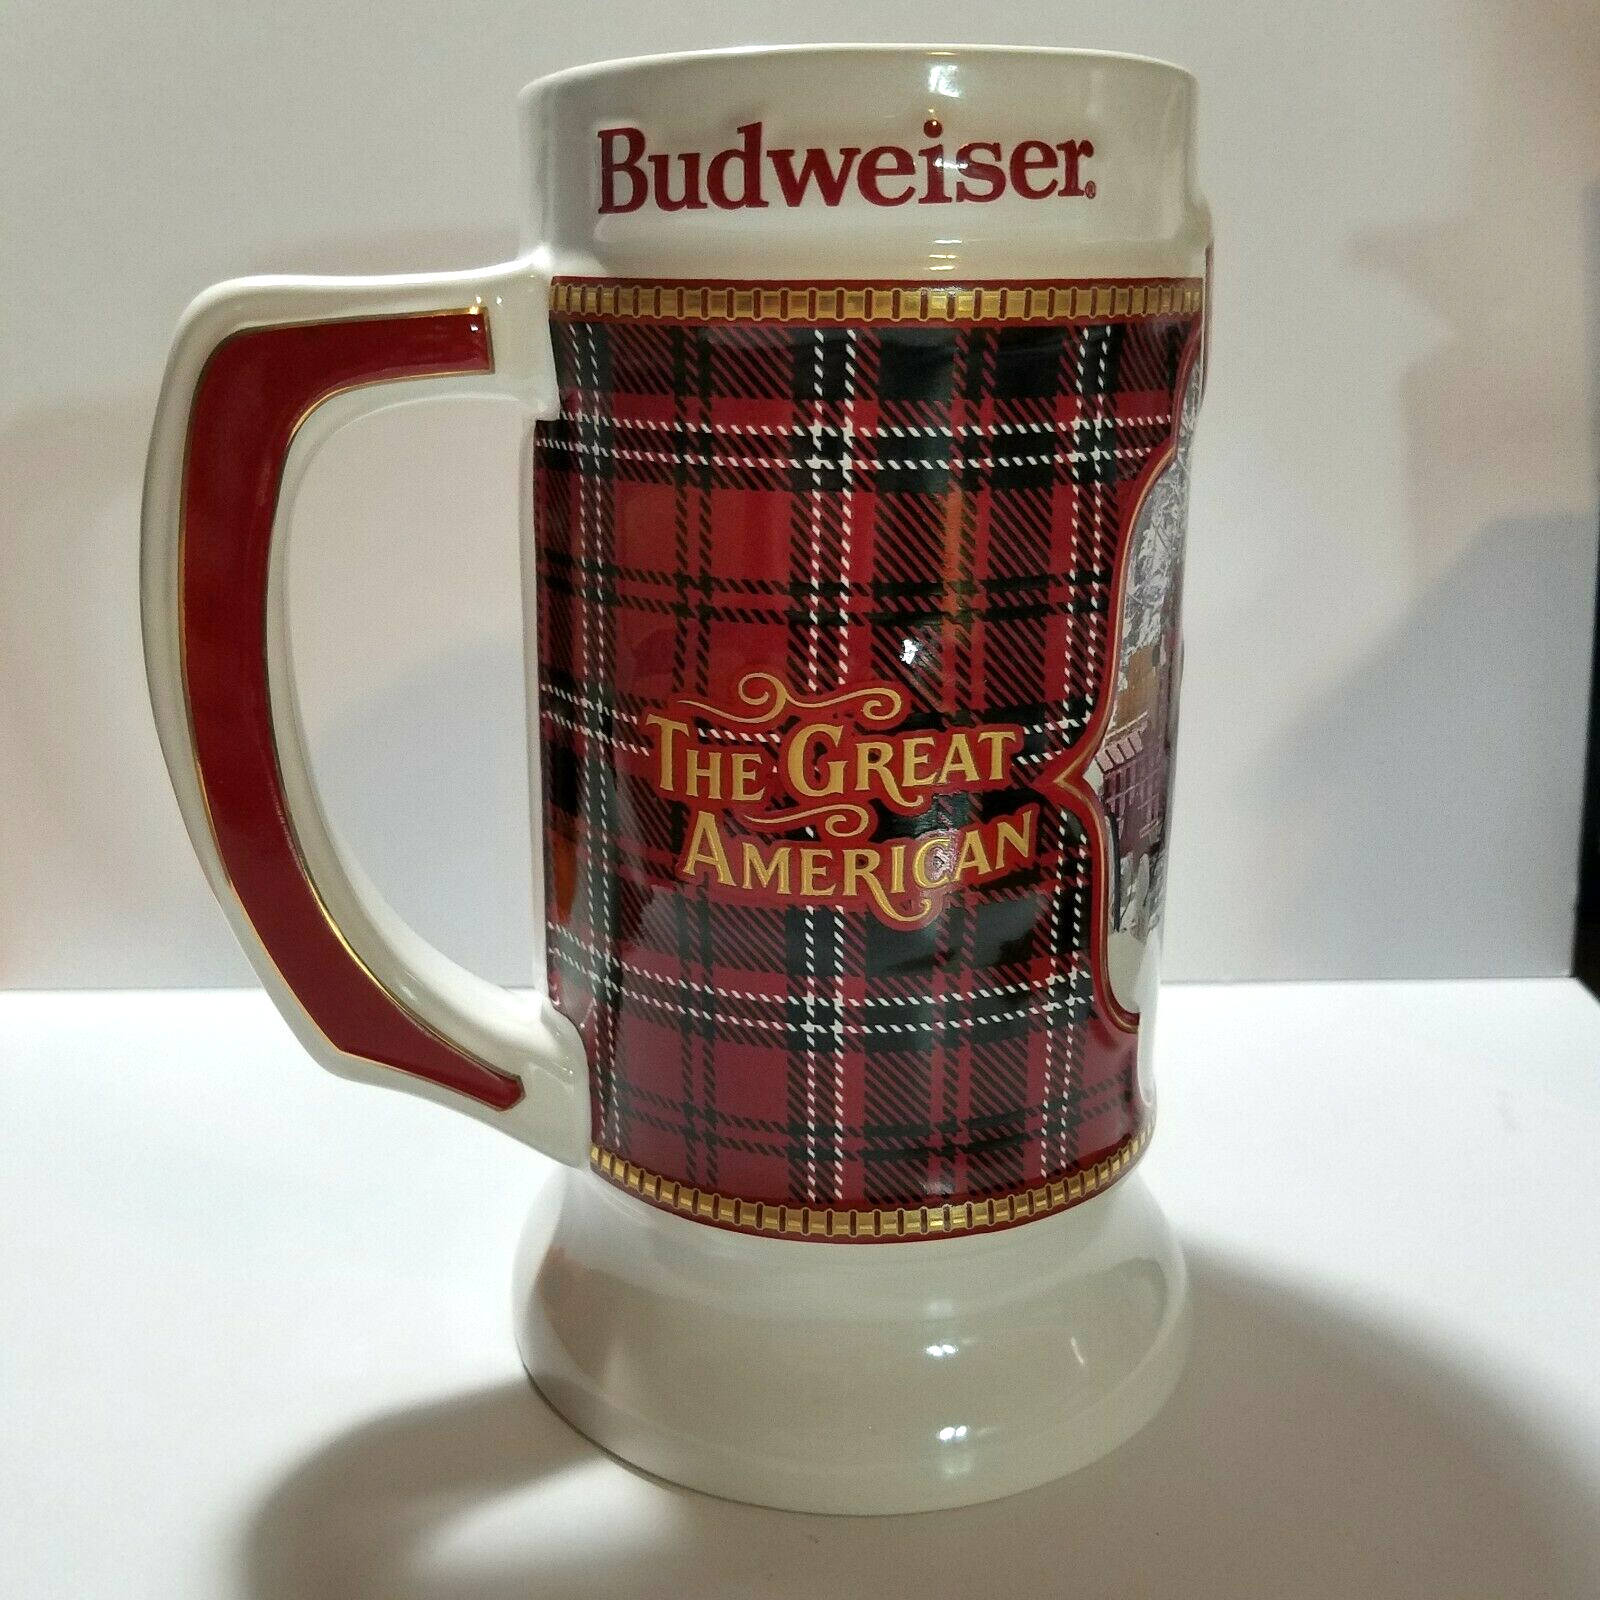 Budweiser®
THE GREAT
AMERICAN